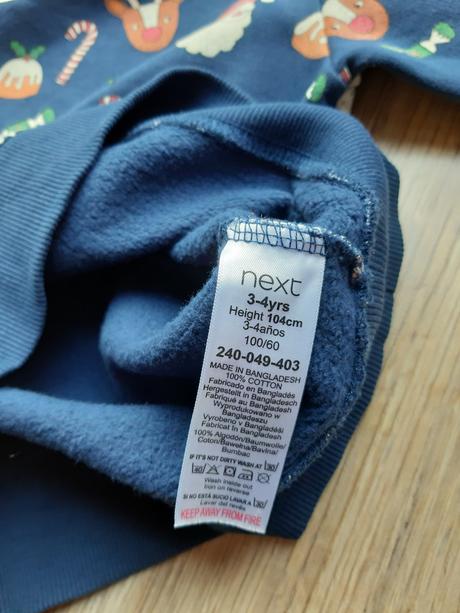 next
3-4yrs
Height 104cm
3-4años
100/60
240-049-403
MADE IN BANGLADESH
100% COTTON
Fabricado en Bangladés
Hergestellt in Bangladesch
Fabriqué au Bangladesh
Wyprodukowano w
Bangladeszu
Vyrobeno v Bangladéši
Fabricat în Bangladesh
100% Algodón/Baumwolle/
Coton/Bawełna/Bavlna/
Bumbac
IF IT'S NOT DIRTY WASH AT 30
40
Wash inside out
Iron on reverse
SI NO ESTÁ SUCIO LAVAR A 30
Lavar del revés
KEEP AWAY FROM FIRE